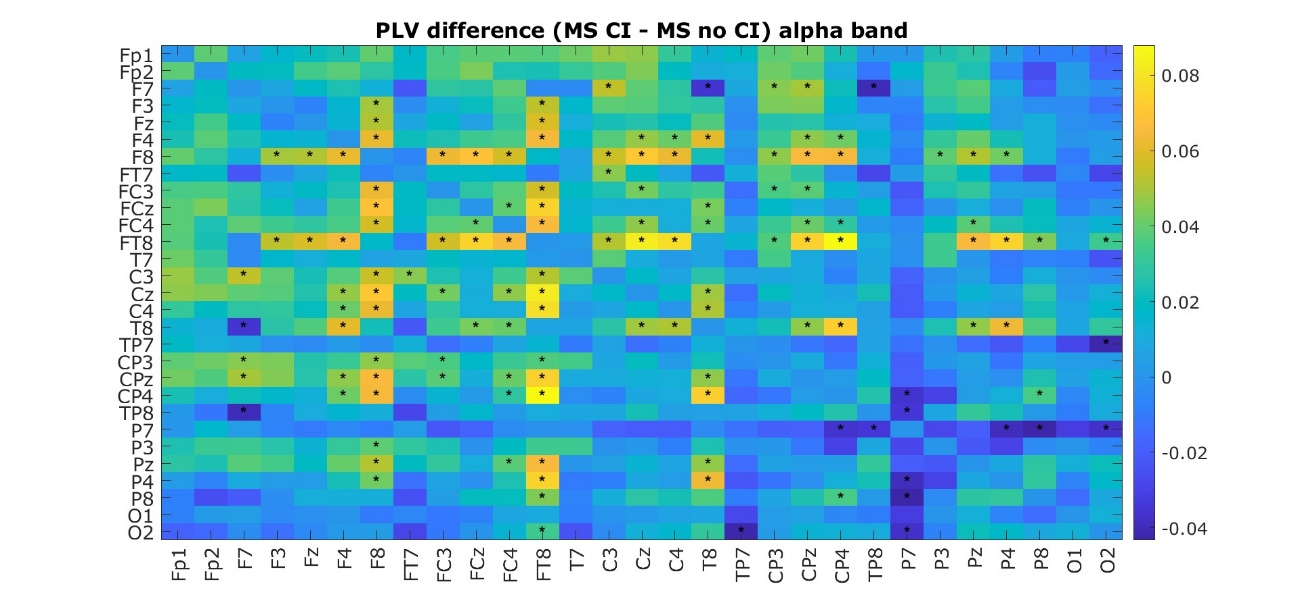 PLV difference (MS CI - MS no CI) alpha band
Fp1
Fp2
F7
F3
Fz
F4
F8
FT7
FC3
FCz
FC4
FT8
T7
C3
Cz
C4
T8
TP7
CP3
CPz
CP4
TP8
P7
P3
Pz
P4
P8
O1
O2
Fp1 Fp2 F7 F3 Fz F4 F8 FT7 FC3 FCz FC4 FT8 T7 C3 Cz C4 T8 TP7 CP3 CPz CP4 TP8 P7 P3 Pz P4 P8 O1 O2
0.08
0.06
0.04
0.02
0
-0.02
-0.04